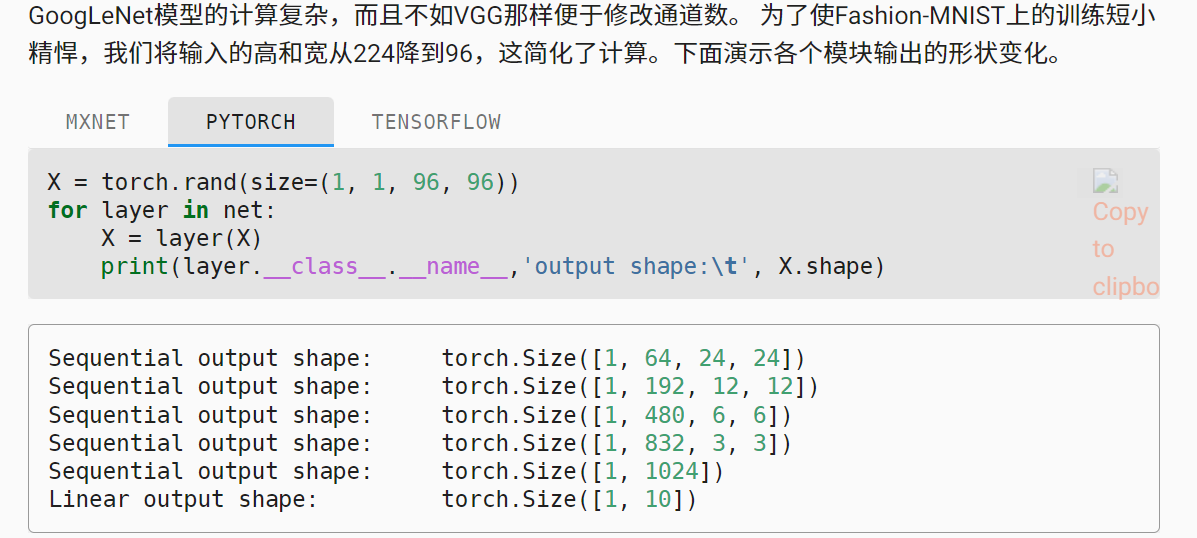 GoogLeNet模型的计算复杂，而且不如VGG那样便于修改通道数。 为了使Fashion-MNIST上的训练短小
精悍，我们将输入的高和宽从224降到96，这简化了计算。下面演示各个模块输出的形状变化。
MXNET PYTORCH TENSORFLOW
X = torch.rand(size=(1, 1, 96, 96))
for layer in net:
    X = layer(X)
    print(layer.__class__.__name__,'output shape:\t', X.shape)
Copy
to
clipbo
Sequential output shape:     torch.Size([1, 64, 24, 24])
Sequential output shape:     torch.Size([1, 192, 12, 12])
Sequential output shape:     torch.Size([1, 480, 6, 6])
Sequential output shape:     torch.Size([1, 832, 3, 3])
Sequential output shape:     torch.Size([1, 1024])
Linear output shape:         torch.Size([1, 10])